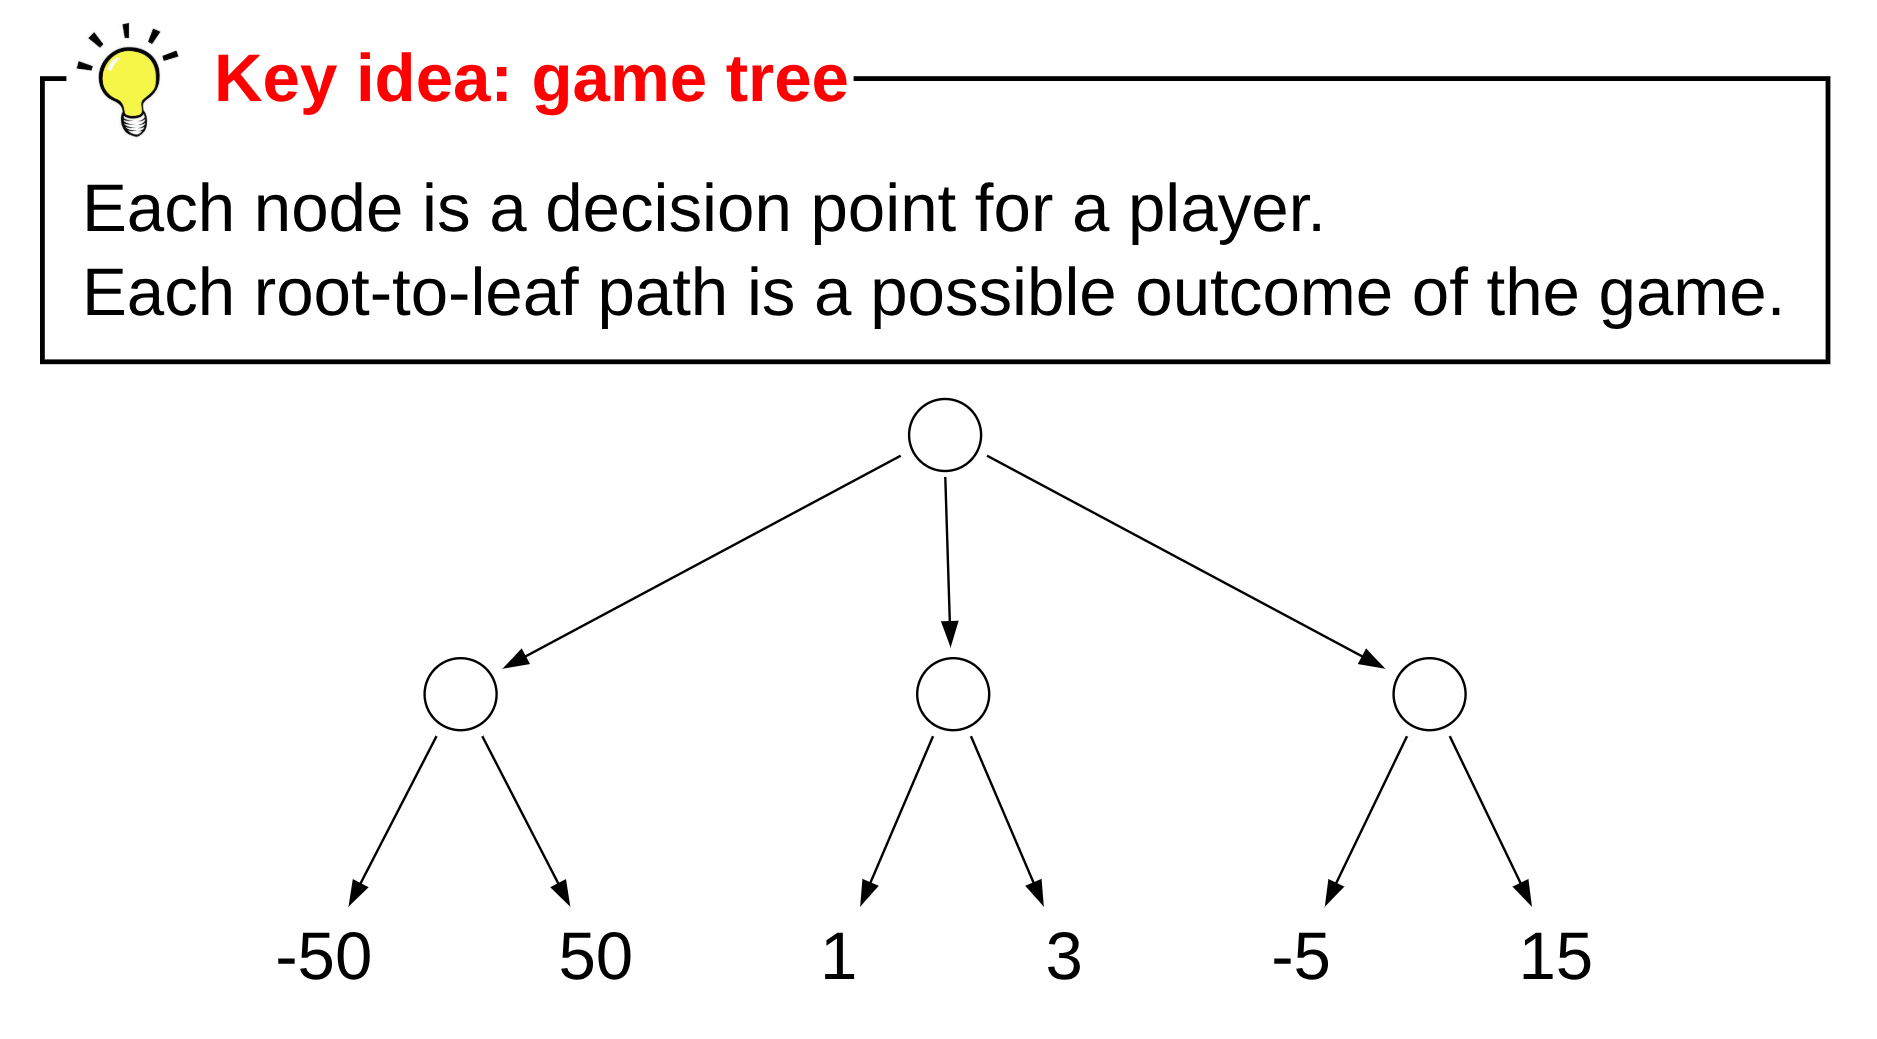 Key idea: game tree
Each node is a decision point for a player.
Each root-to-leaf path is a possible outcome of the game.
-50 50 1 3 -5 15